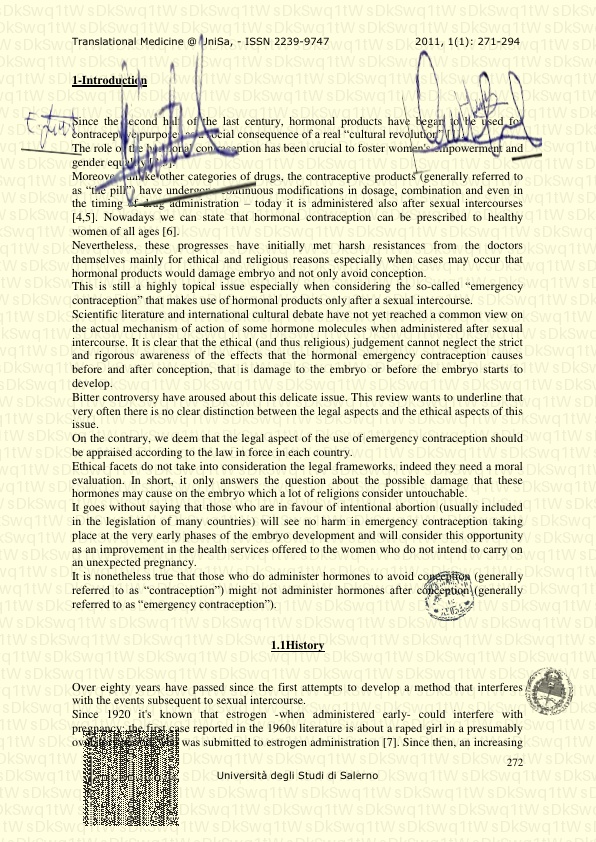 Translational Medicine @ UniSa, - ISSN 2239-9747 2011, 1(1): 271-294
1-Introduction
Since the second half of the last century, hormonal products have began to be used for
contraceptive purposes crucial consequence of a real “cultural revolution”
The role of the hormonal contraception has been crucial to foster women's empowerment and
gender equality
Moreover unlike other categories of drugs, the contraceptive products (generally referred to
as “the pill”) have undergone continuous modifications in dosage, combination and even in
the timing of drug administration – today it is administered also after sexual intercourses
[4,5]. Nowadays we can state that hormonal contraception can be prescribed to healthy
women of all ages [6].
Nevertheless, these progresses have initially met harsh resistances from the doctors
themselves mainly for ethical and religious reasons especially when cases may occur that
hormonal products would damage embryo and not only avoid conception.
This is still a highly topical issue especially when considering the so-called “emergency
contraception” that makes use of hormonal products only after a sexual intercourse.
Scientific literature and international cultural debate have not yet reached a common view on
the actual mechanism of action of some hormone molecules when administered after sexual
intercourse. It is clear that the ethical (and thus religious) judgement cannot neglect the strict
and rigorous awareness of the effects that the hormonal emergency contraception causes
before and after conception, that is damage to the embryo or before the embryo starts to
develop.
Bitter controversy have aroused about this delicate issue. This review wants to underline that
very often there is no clear distinction between the legal aspects and the ethical aspects of this
issue.
On the contrary, we deem that the legal aspect of the use of emergency contraception should
be appraised according to the law in force in each country.
Ethical facets do not take into consideration the legal frameworks, indeed they need a moral
evaluation. In short, it only answers the question about the possible damage that these
hormones may cause on the embryo which a lot of religions consider untouchable.
It goes without saying that those who are in favour of intentional abortion (usually included
in the legislation of many countries) will see no harm in emergency contraception taking
place at the very early phases of the embryo development and will consider this opportunity
as an improvement in the health services offered to the women who do not intend to carry on
an unexpected pregnancy.
It is nonetheless true that those who do administer hormones to avoid conception (generally
referred to as “contraception”) might not administer hormones after conception (generally
referred to as “emergency contraception”).
1.1History
Over eighty years have passed since the first attempts to develop a method that interferes
with the events subsequent to sexual intercourse.
Since 1920 it's known that estrogen -when administered early- could interfere with
pregnancy: the first case reported in the 1960s literature is about a raped girl in a presumably
was submitted to estrogen administration [7]. Since then, an increasing
272
Università degli Studi di Salerno